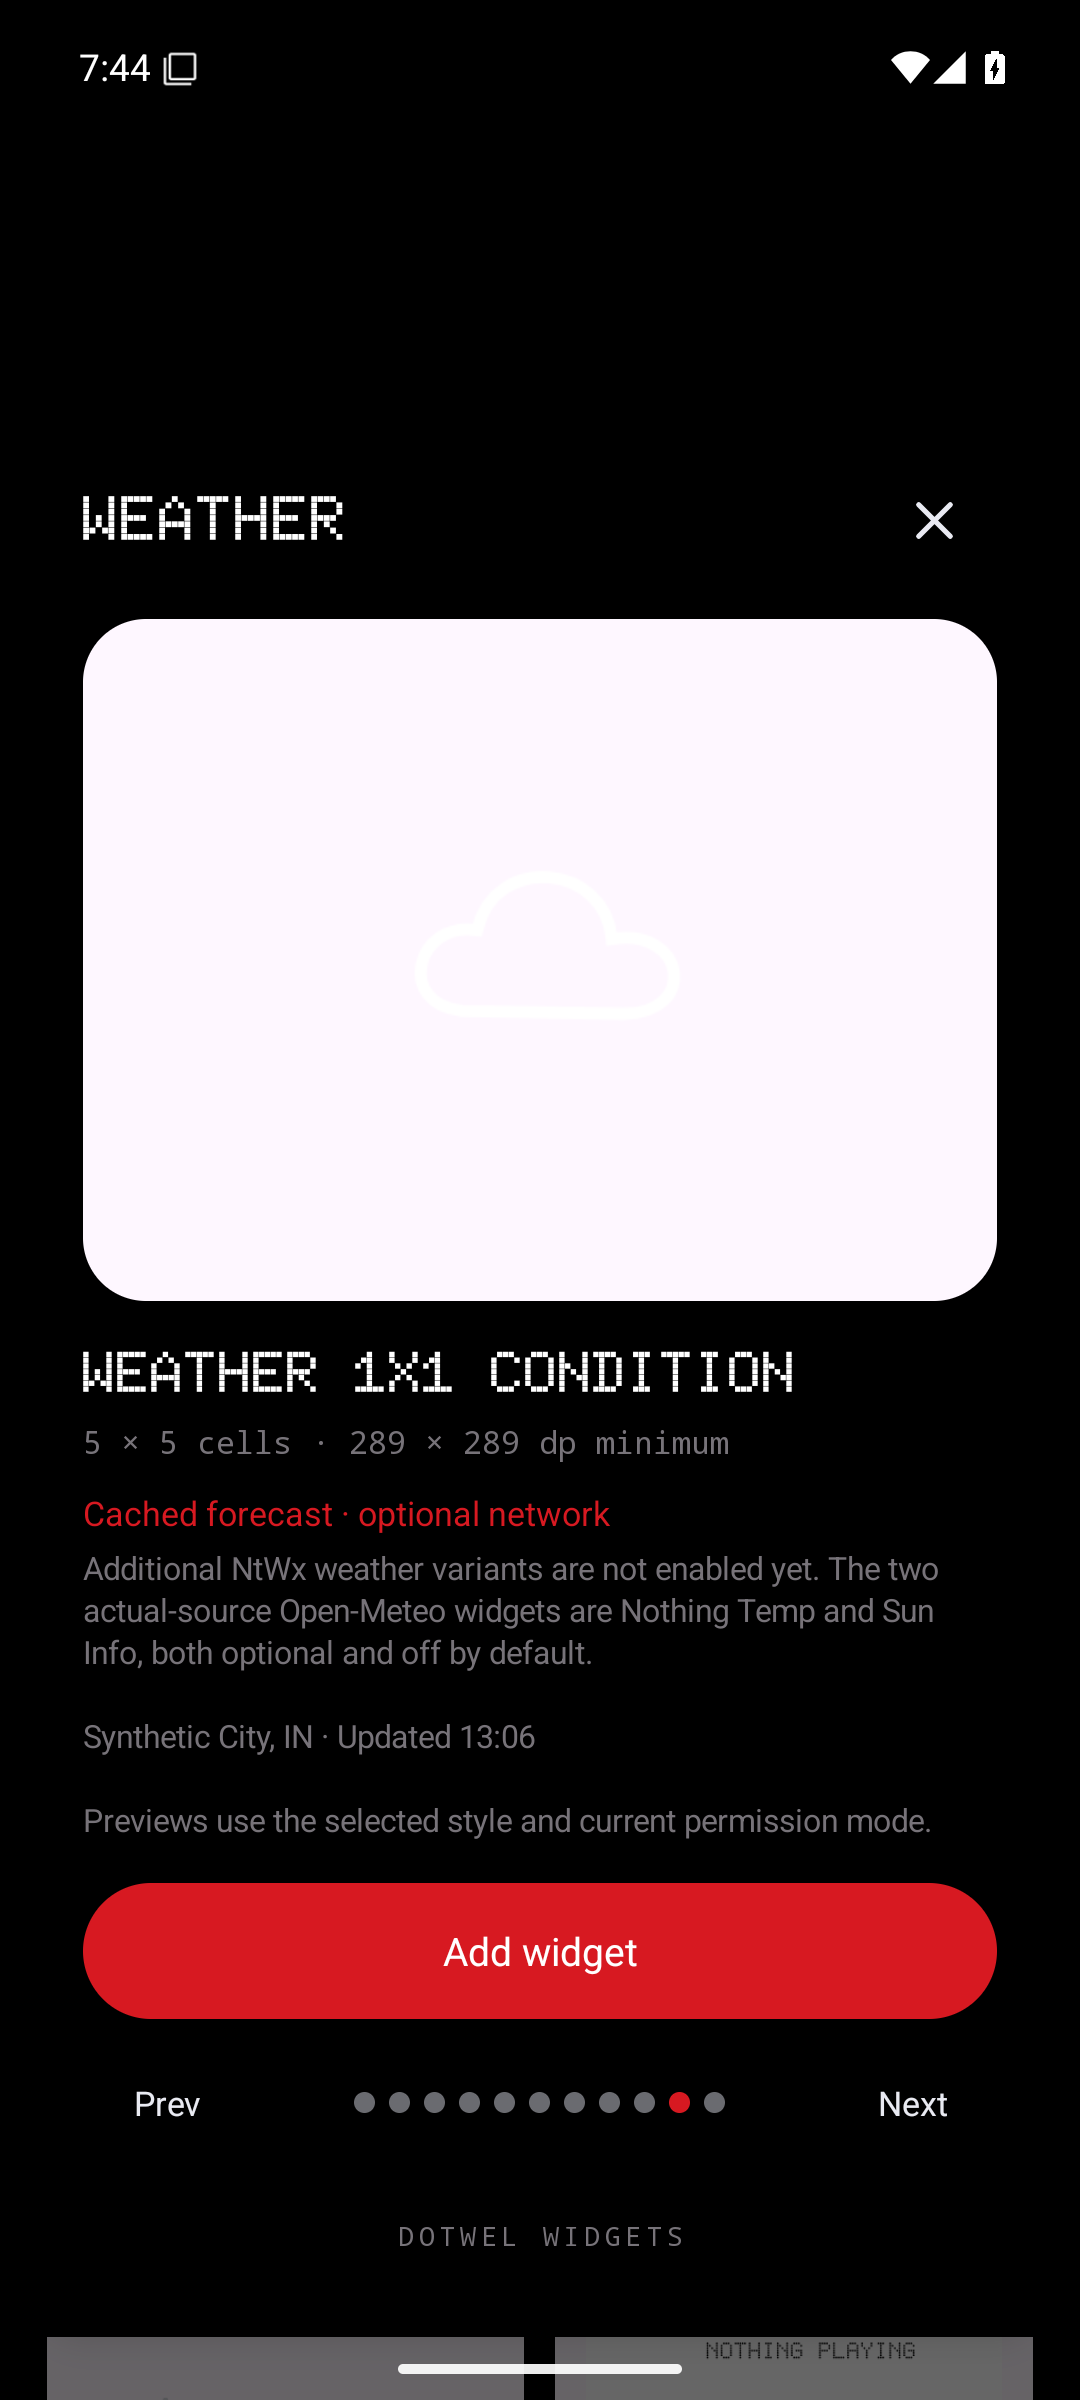 7:44
WEATHER
WEATHER 1X1 CONDITION
5 × 5 cells · 289 × 289 dp minimum
Cached forecast · optional network
Additional NtWx weather variants are not enabled yet. The two
actual-source Open-Meteo widgets are Nothing Temp and Sun
Info, both optional and off by default.
Synthetic City, IN · Updated 13:06
Previews use the selected style and current permission mode.
Add widget
Prev
Next
DOTWEL WIDGETS
NOTHING PLAYING